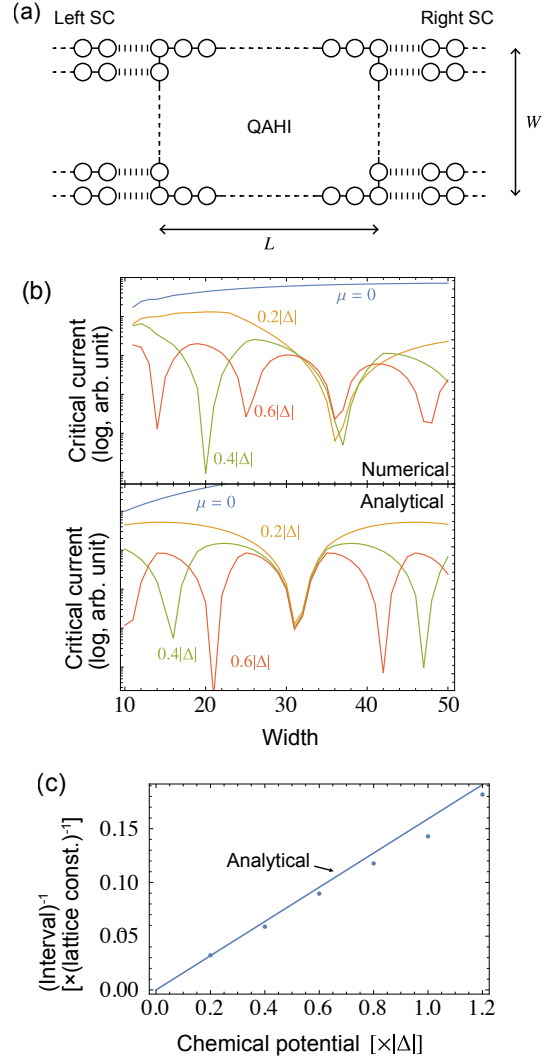 (a)
Left SC
Right SC
QAHI
W
L
(b)
Critical current
(log, arb. unit)
μ = 0
0.2|Δ|
0.6|Δ|
0.4|Δ|
Numerical
Critical current
(log, arb. unit)
μ = 0
Analytical
0.2|Δ|
0.4|Δ|
0.6|Δ|
10 20 30 40 50
Width
(c)
(Interval)⁻¹
[×(lattice const.)⁻¹]
0.15
0.10
0.05
0.00
Analytical
0.0 0.2 0.4 0.6 0.8 1.0 1.2
Chemical potential [×|Δ|]